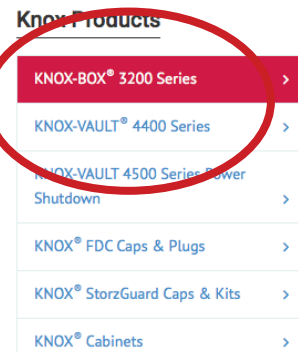 Knox Products
KNOX-BOX® 3200 Series
KNOX-VAULT® 4400 Series
KNOX-VAULT 4500 Series Power
Shutdown
KNOX® FDC Caps & Plugs
KNOX® StorzGuard Caps & Kits
KNOX® Cabinets